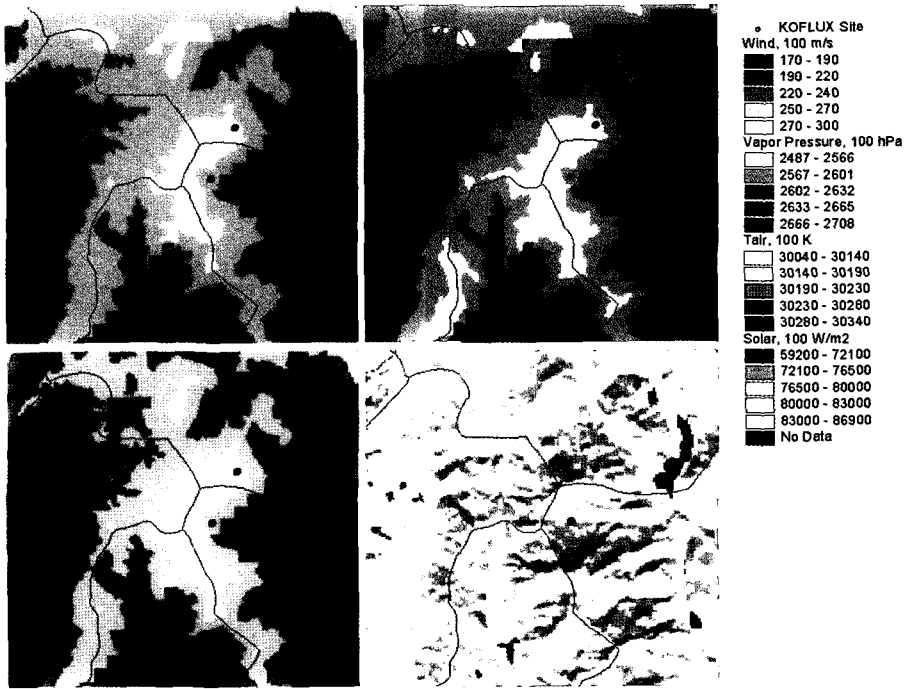 KOFLUX Site
Wind, 100 m/s
170 - 190
190 - 220
220 - 240
250 - 270
270 - 300
Vapor Pressure, 100 hPa
2487 - 2566
2567 - 2601
2602 - 2632
2633 - 2665
2666 - 2708
Tair, 100 K
30040 - 30140
30140 - 30190
30190 - 30230
30230 - 30280
30280 - 30340
Solar, 100 W/m2
59200 - 72100
72100 - 76500
76500 - 80000
80000 - 83000
83000 - 86900
No Data